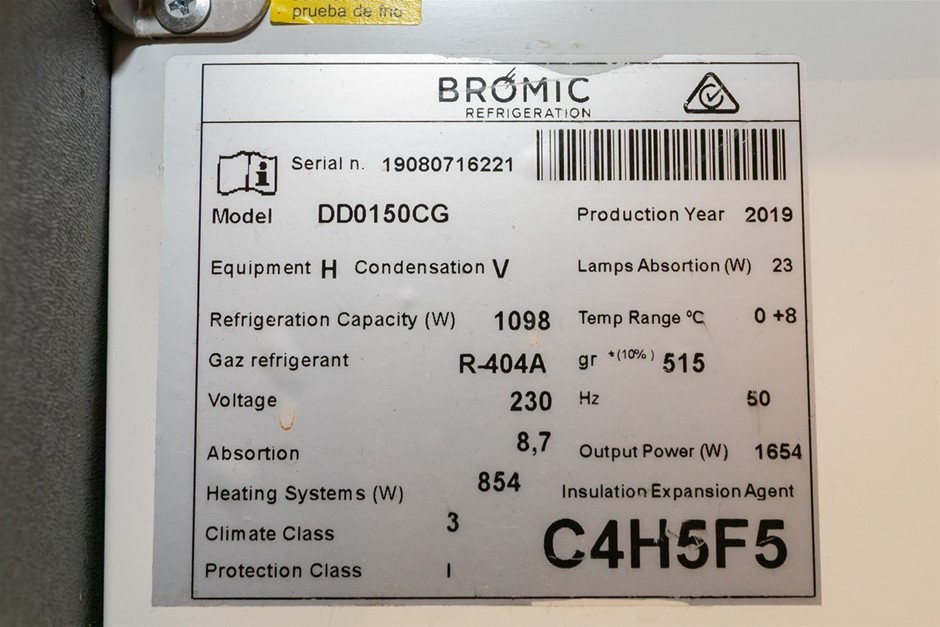 prueba de frío
BROMIC
REFRIGERATION
Serial n. 19080716221
Model DD0150CG Production Year 2019
Equipment H Condensation V Lamps Absortion (W) 23
Refrigeration Capacity (W) 1098 Temp Range ºC 0 +8
Gaz refrigerant R-404A gr +(10%) 515
Voltage 230 Hz 50
Absortion 8,7 Output Power (W) 1654
Heating Systems (W) 854 Insulation Expansion Agent
Climate Class 3 C4H5F5
Protection Class I